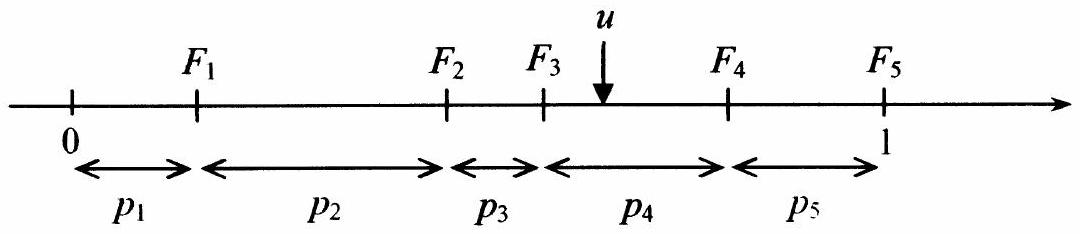 u
F₁ F₂ F₃ F₄ F₅
0 1
p₁ p₂ p₃ p₄ p₅